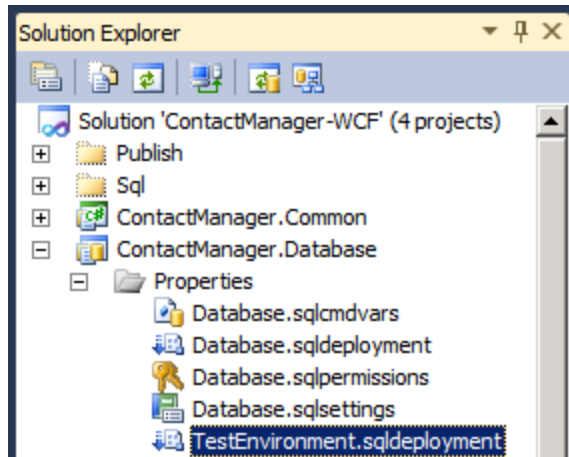 Solution Explorer
Solution 'ContactManager-WCF' (4 projects)
Publish
Sql
C#
ContactManager.Common
ContactManager.Database
Properties
Database.sqlcmdvars
Database.sqldeployment
Database.sqlpermissions
Database.sqlsettings
TestEnvironment.sqldeployment